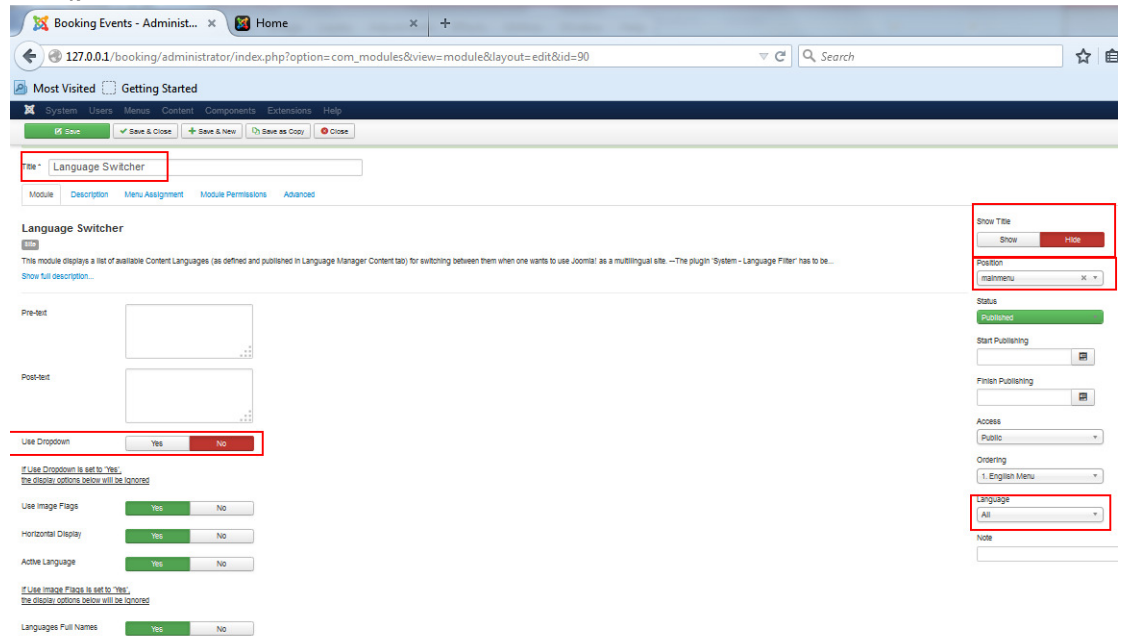 Booking Events - Administ... × Home × +
127.0.0.1/booking/administrator/index.php?option=com_modules&view=module&layout=edit&id=90 Search
Most Visited Getting Started
System Users Menus Content Components Extensions Help
Save Save & Close Save & New Save as Copy Close
Title * Language Switcher
Module Description Menu Assignment Module Permissions Advanced
Language Switcher
Site
This module displays a list of available Content Languages (as defined and published in Language Manager Content tab) for switching between them when one wants to use Joomla! as a multilingual site. --The plugin 'System - Language Filter' has to be...
Show full description...
Pre-text
Post-text
Use Dropdown Yes No
If Use Dropdown is set to 'Yes',
the display options below will be ignored
Use Image Flags Yes No
Horizontal Display Yes No
Active Language Yes No
If Use Image Flags is set to 'Yes',
the display options below will be ignored
Languages Full Names Yes No
Show Title
Show Hide
Position
mainmenu ×
Status
Published
Start Publishing
Finish Publishing
Access
Public
Ordering
1. English Menu
Language
All
Note